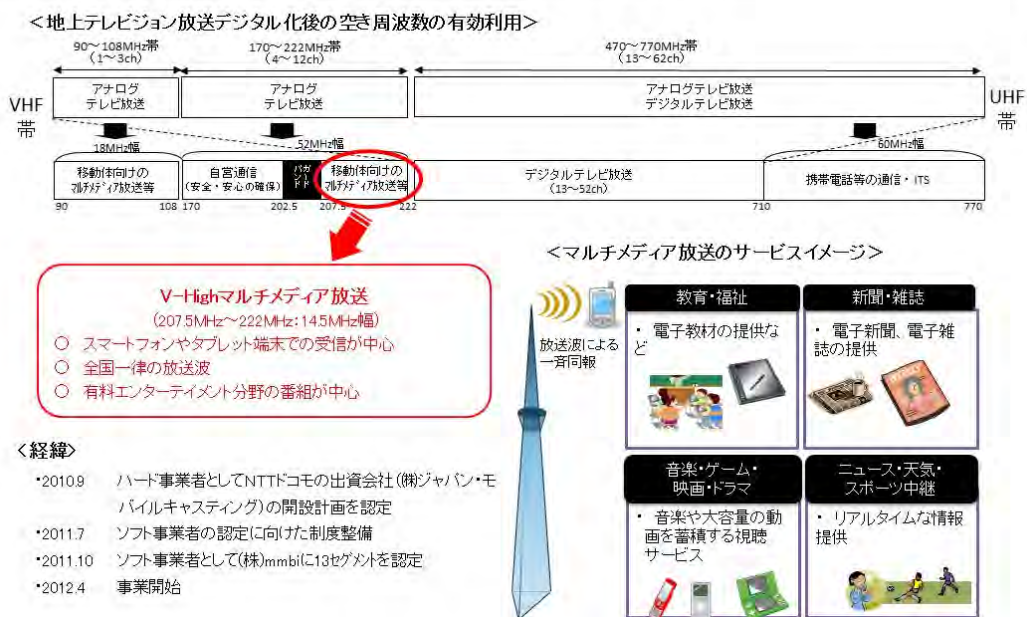 ＜地上テレビジョン放送デジタル化後の空き周波数の有効利用＞
90～108MHz帯
（1～3ch）
170～222MHz帯
（4～12ch）
470～770MHz帯
（13～62ch）
VHF
帯
アナログ
テレビ放送
アナログ
テレビ放送
アナログテレビ放送
デジタルテレビ放送
UHF
帯
18MHz幅
52MHz幅
60MHz幅
移動体向けの
マルチメディア放送等
自営通信
（安全・安心の確保）
ガード
バンド
移動体向けの
マルチメディア放送等
デジタルテレビ放送
（13～52ch）
携帯電話等の通信・ITS
90
108
170
202.5
207.5
222
710
770
V-Highマルチメディア放送
（207.5MHz～222MHz：14.5MHz幅）
○ スマートフォンやタブレット端末での受信が中心
○ 全国一律の放送波
○ 有料エンターテイメント分野の番組が中心
＜経緯＞
・2010.9 ハード事業者としてNTTドコモの出資会社（㈱ジャパン・モ
バイルキャスティング）の開設計画を認定
・2011.7 ソフト事業者の認定に向けた制度整備
・2011.10 ソフト事業者として(株)mmbiに13セグメントを認定
・2012.4 事業開始
＜マルチメディア放送のサービスイメージ＞
放送波による
一斉同報
教育・福祉
・ 電子教材の提供な
ど
新聞・雑誌
・ 電子新聞、電子雑
誌の提供
音楽・ゲーム・
映画・ドラマ
・ 音楽や大容量の動
画を蓄積する視聴
サービス
ニュース・天気・
スポーツ中継
・ リアルタイムな情報
提供